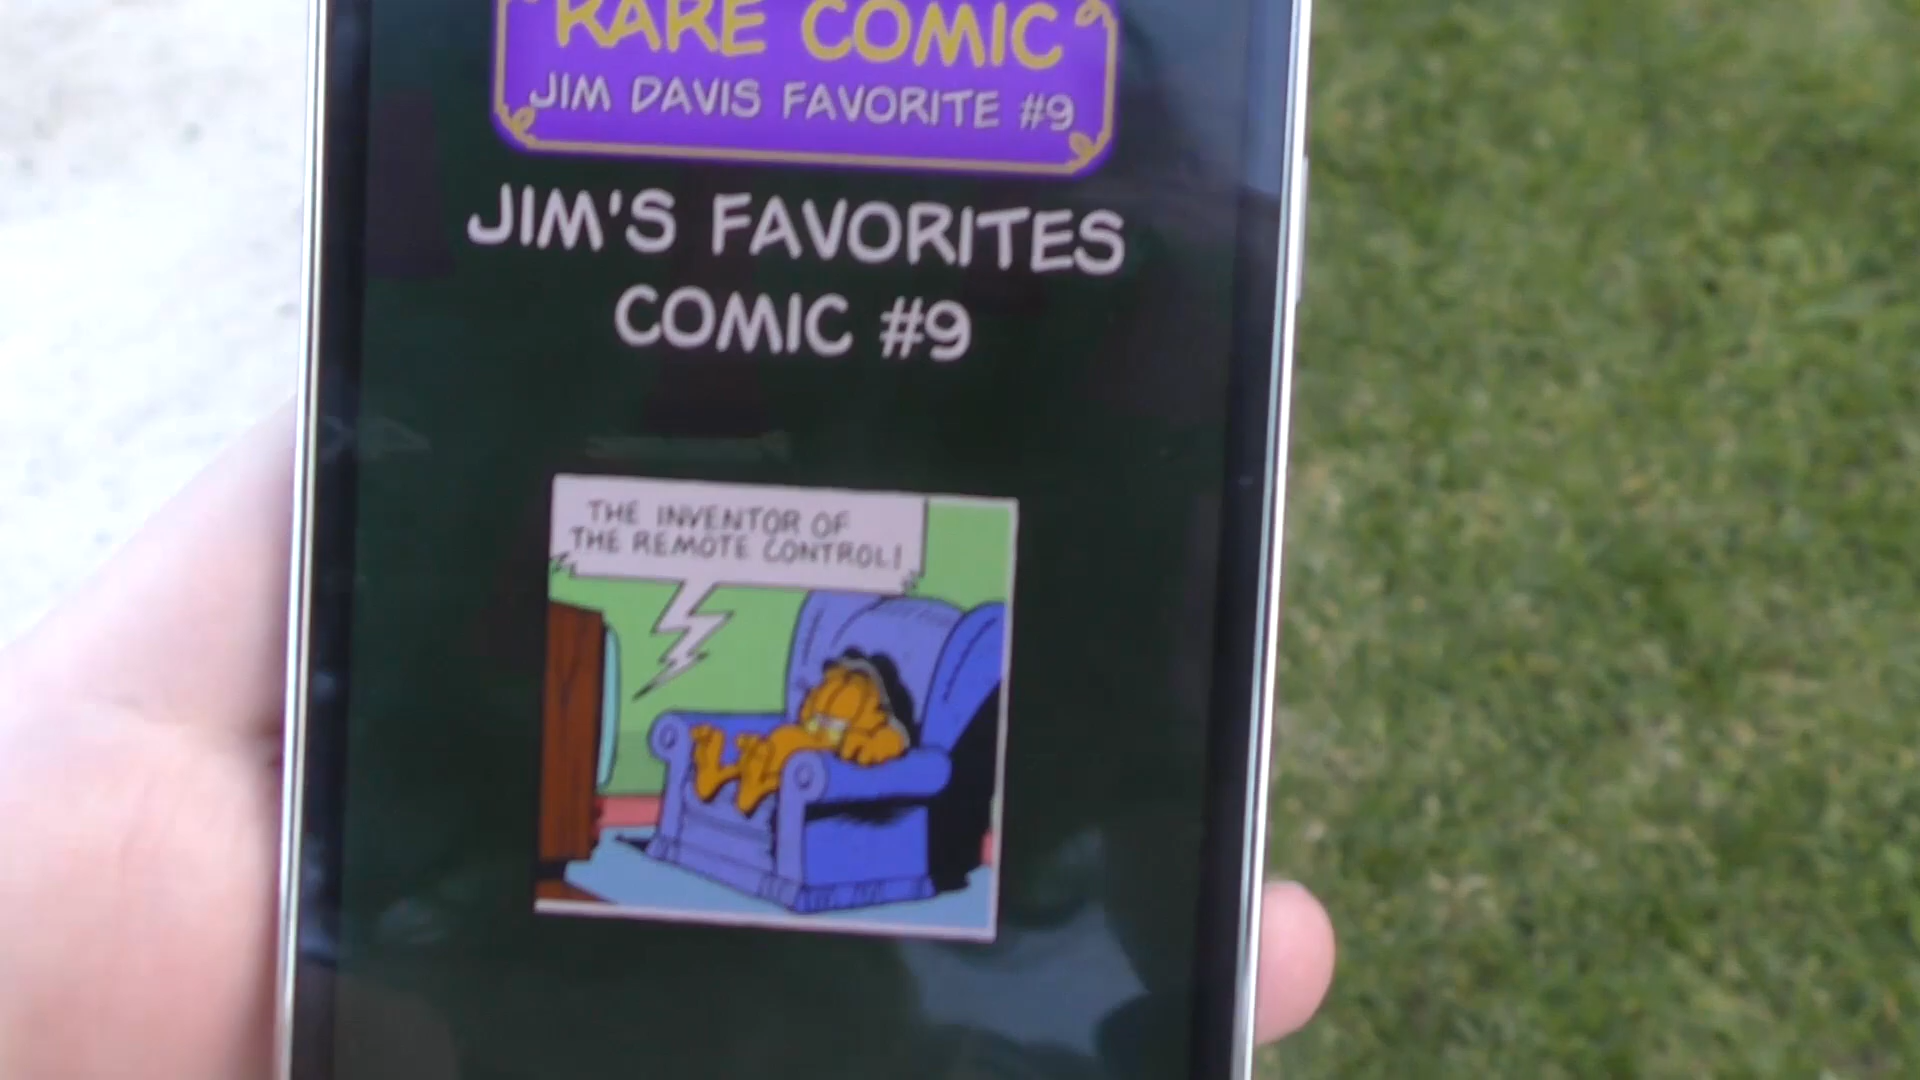 RARE COMIC
JIM DAVIS FAVORITE #9
JIM'S FAVORITES
COMIC #9
THE INVENTOR OF
THE REMOTE CONTROL!